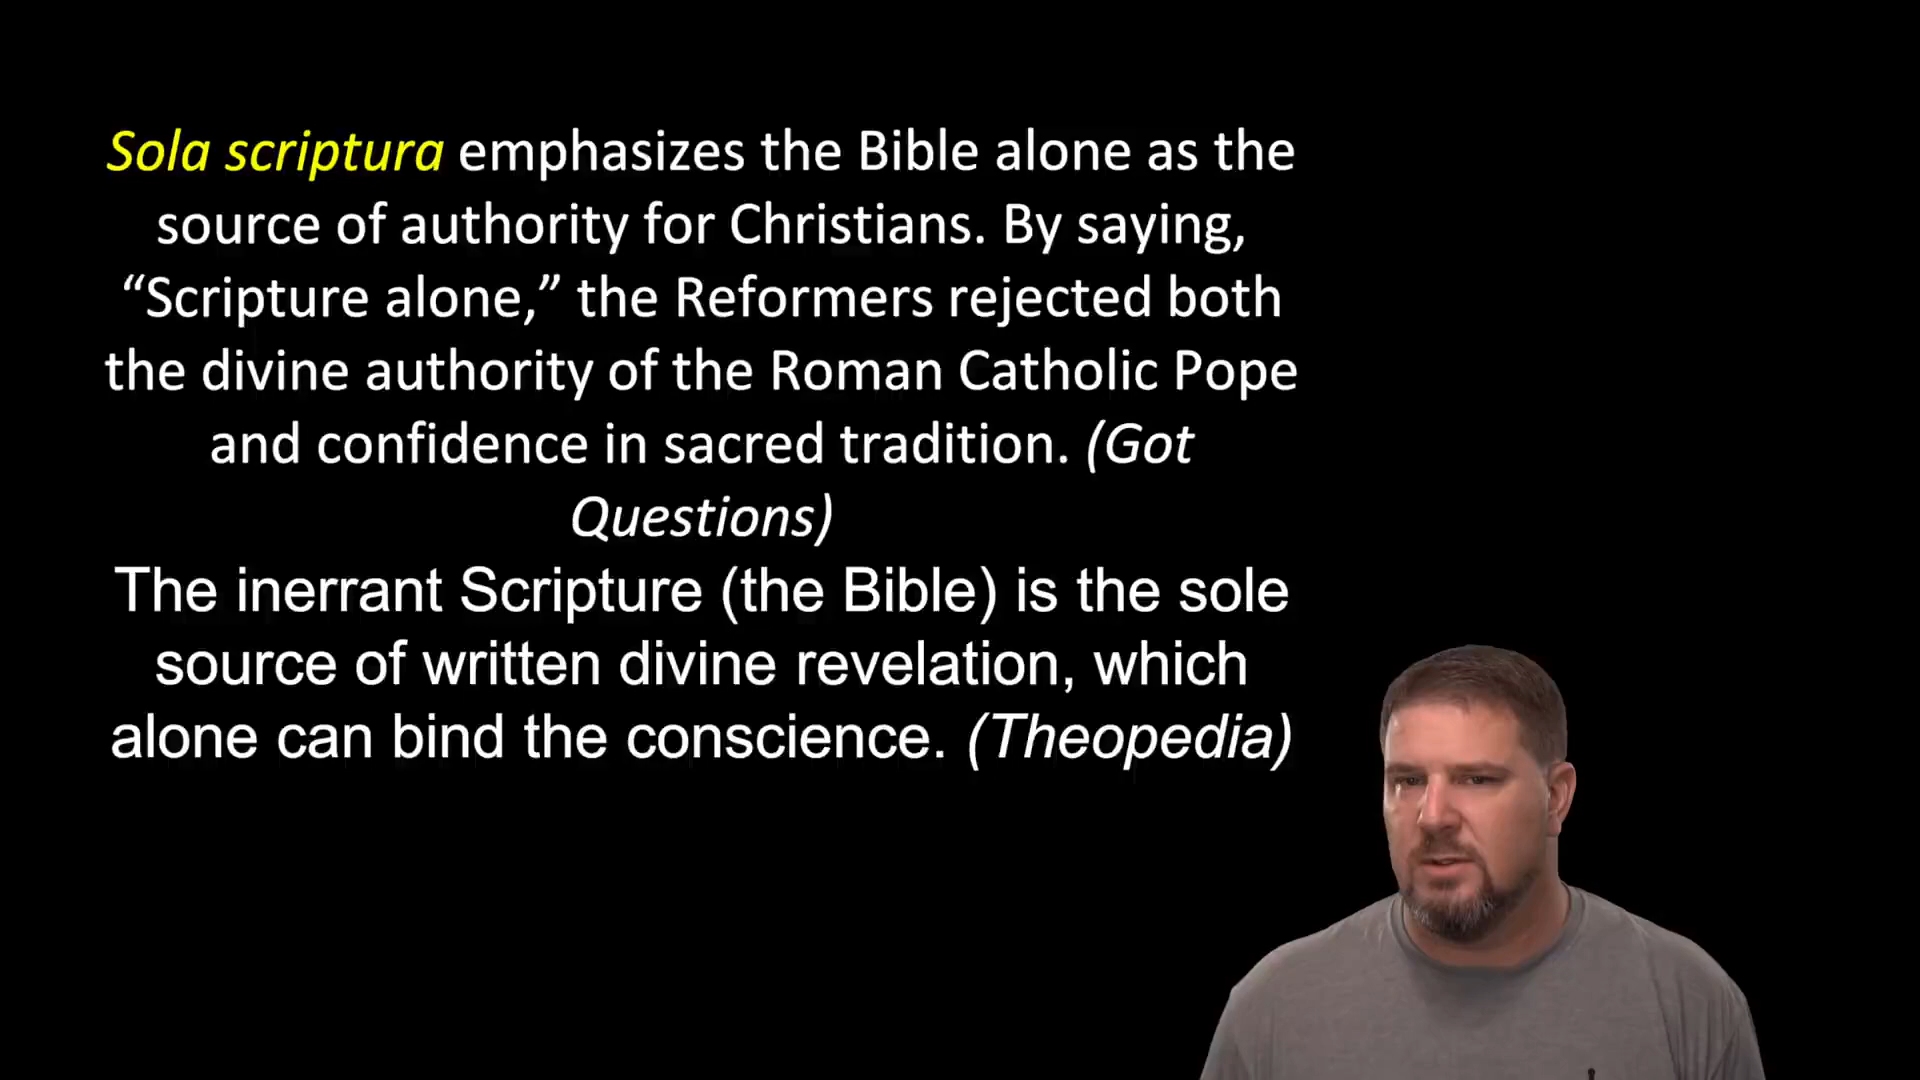 Sola scriptura emphasizes the Bible alone as the
source of authority for Christians. By saying,
“Scripture alone,” the Reformers rejected both
the divine authority of the Roman Catholic Pope
and confidence in sacred tradition. (Got
Questions)
The inerrant Scripture (the Bible) is the sole
source of written divine revelation, which
alone can bind the conscience. (Theopedia)